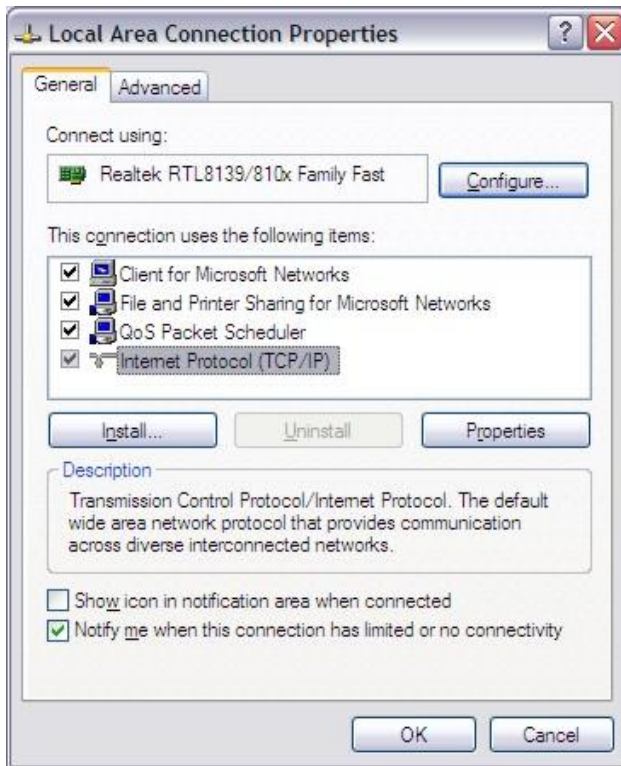 Local Area Connection Properties
General
Advanced
Connect using:
Realtek RTL8139/810x Family Fast
Configure...
This connection uses the following items:
Client for Microsoft Networks
File and Printer Sharing for Microsoft Networks
QoS Packet Scheduler
Internet Protocol (TCP/IP)
Install...
Uninstall
Properties
Description
Transmission Control Protocol/Internet Protocol. The default
wide area network protocol that provides communication
across diverse interconnected networks.
Show icon in notification area when connected
Notify me when this connection has limited or no connectivity
OK
Cancel